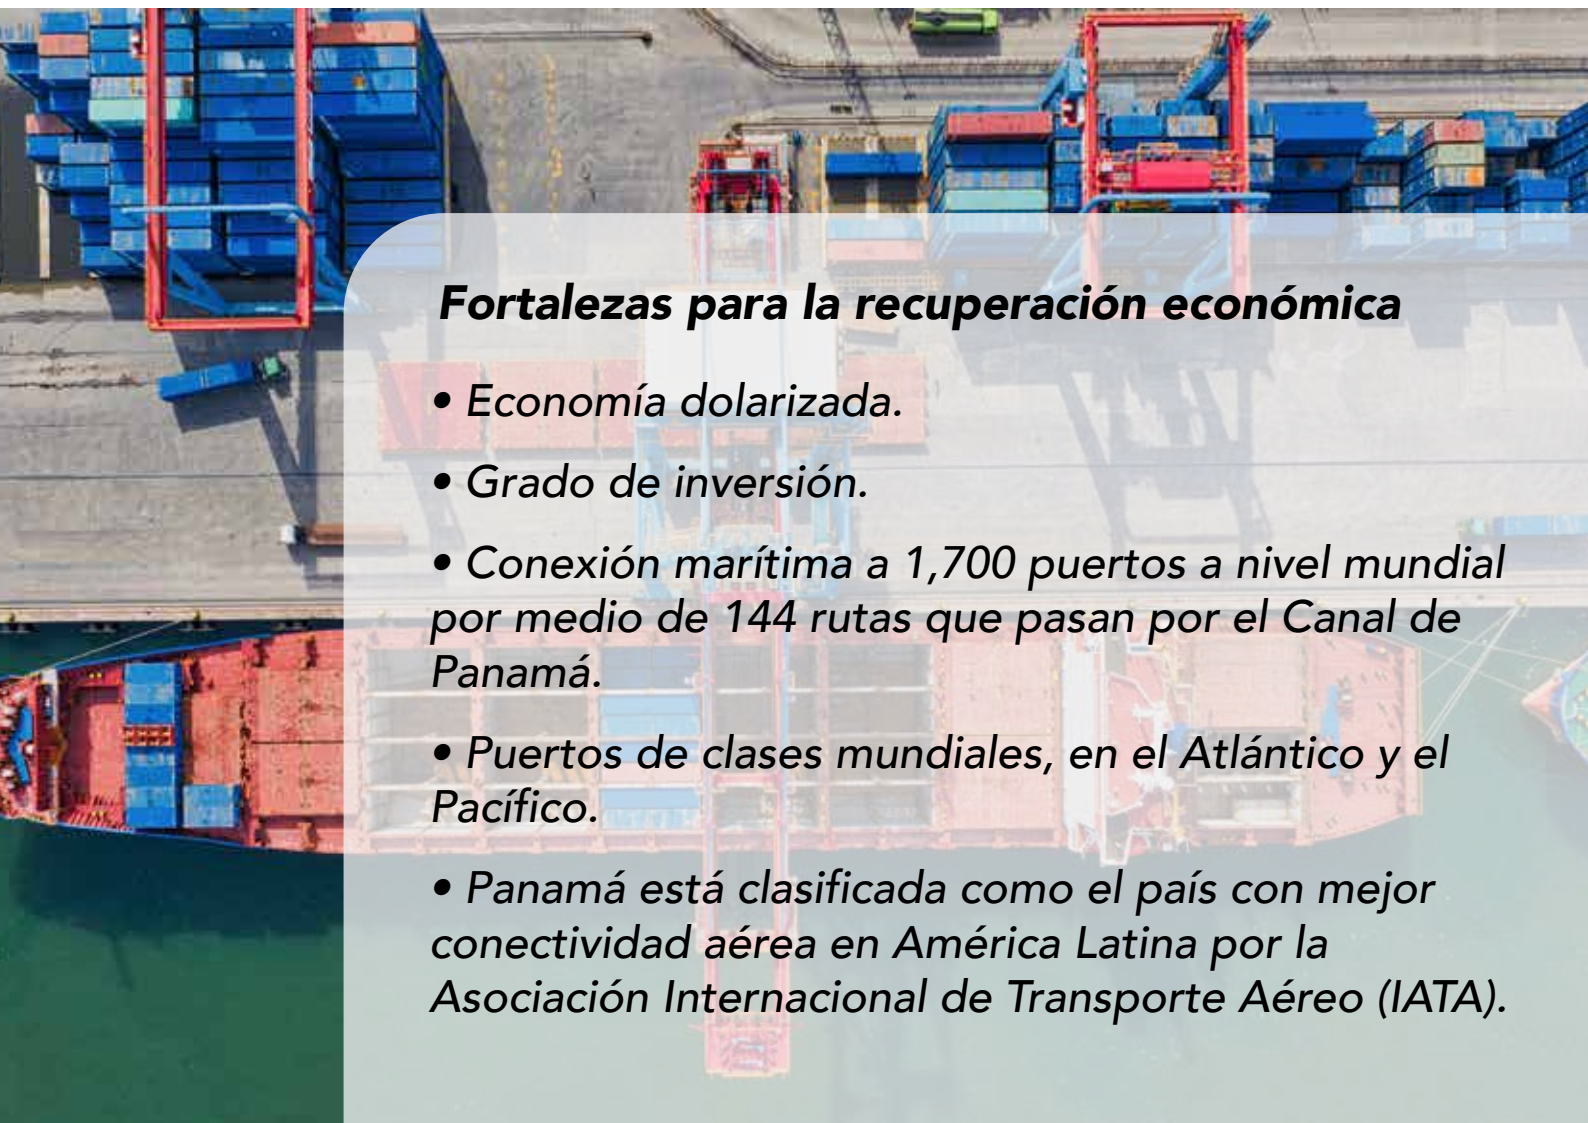 Fortalezas para la recuperación económica
• Economía dolarizada.
• Grado de inversión.
• Conexión marítima a 1,700 puertos a nivel mundial
por medio de 144 rutas que pasan por el Canal de
Panamá.
• Puertos de clases mundiales, en el Atlántico y el
Pacífico.
• Panamá está clasificada como el país con mejor
conectividad aérea en América Latina por la
Asociación Internacional de Transporte Aéreo (IATA).